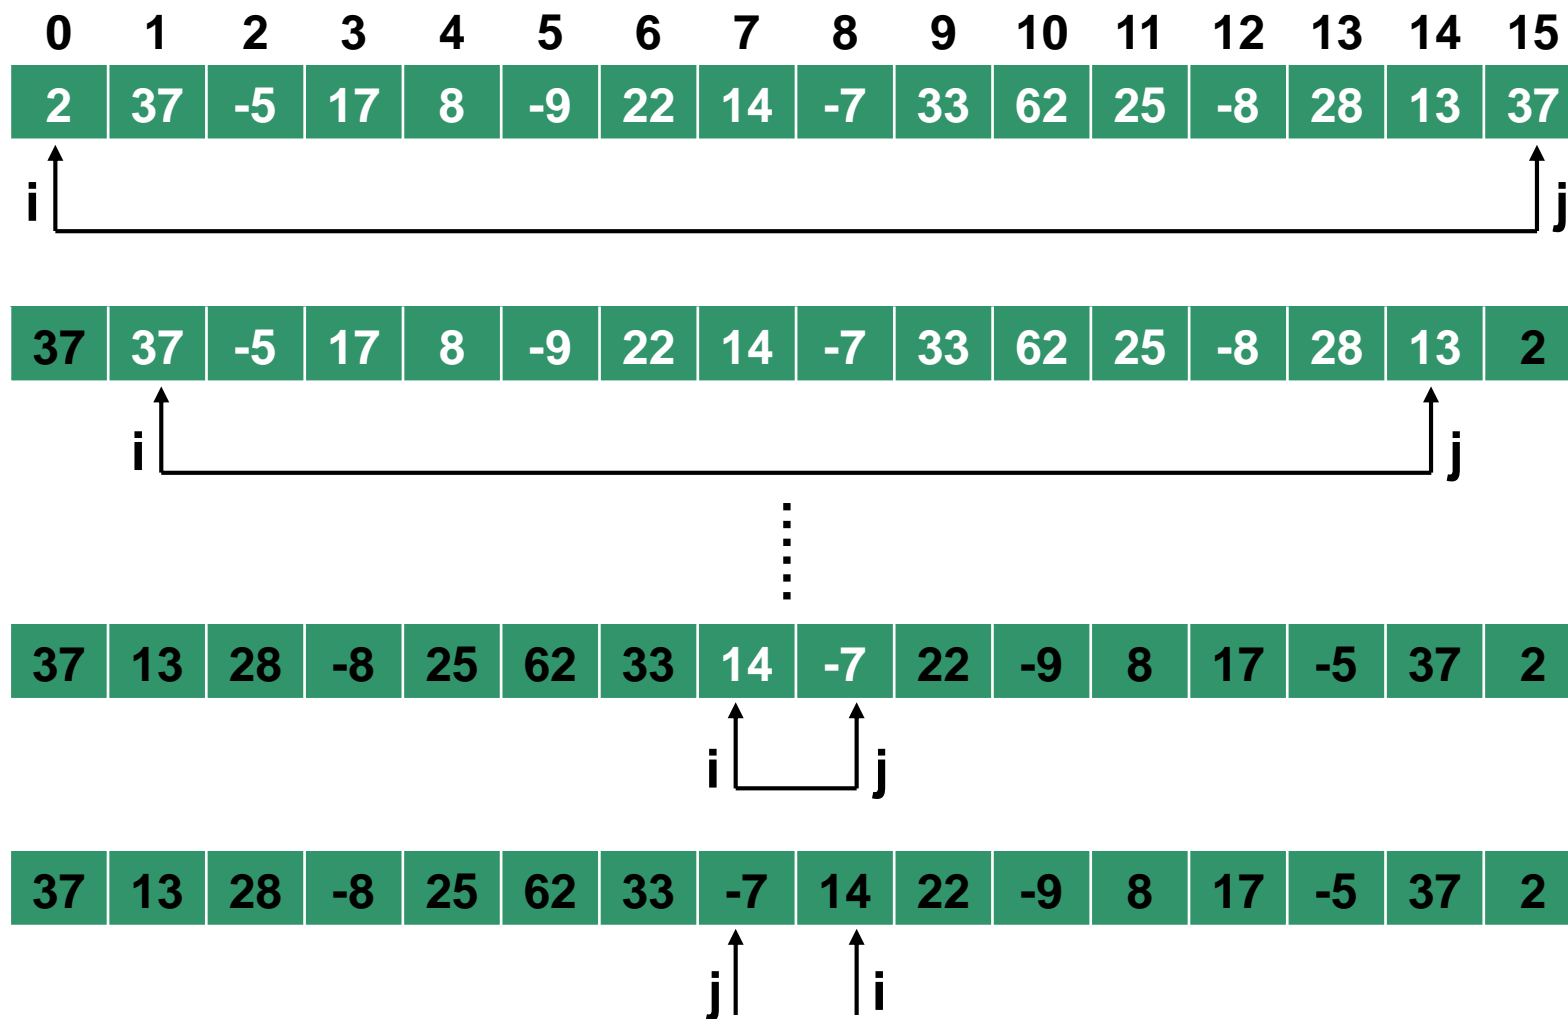 0 1 2 3 4 5 6 7 8 9 10 11 12 13 14 15
2 37 -5 17 8 -9 22 14 -7 33 62 25 -8 28 13 37
i j
37 37 -5 17 8 -9 22 14 -7 33 62 25 -8 28 13 2
i j
37 13 28 -8 25 62 33 14 -7 22 -9 8 17 -5 37 2
i j
37 13 28 -8 25 62 33 -7 14 22 -9 8 17 -5 37 2
j i